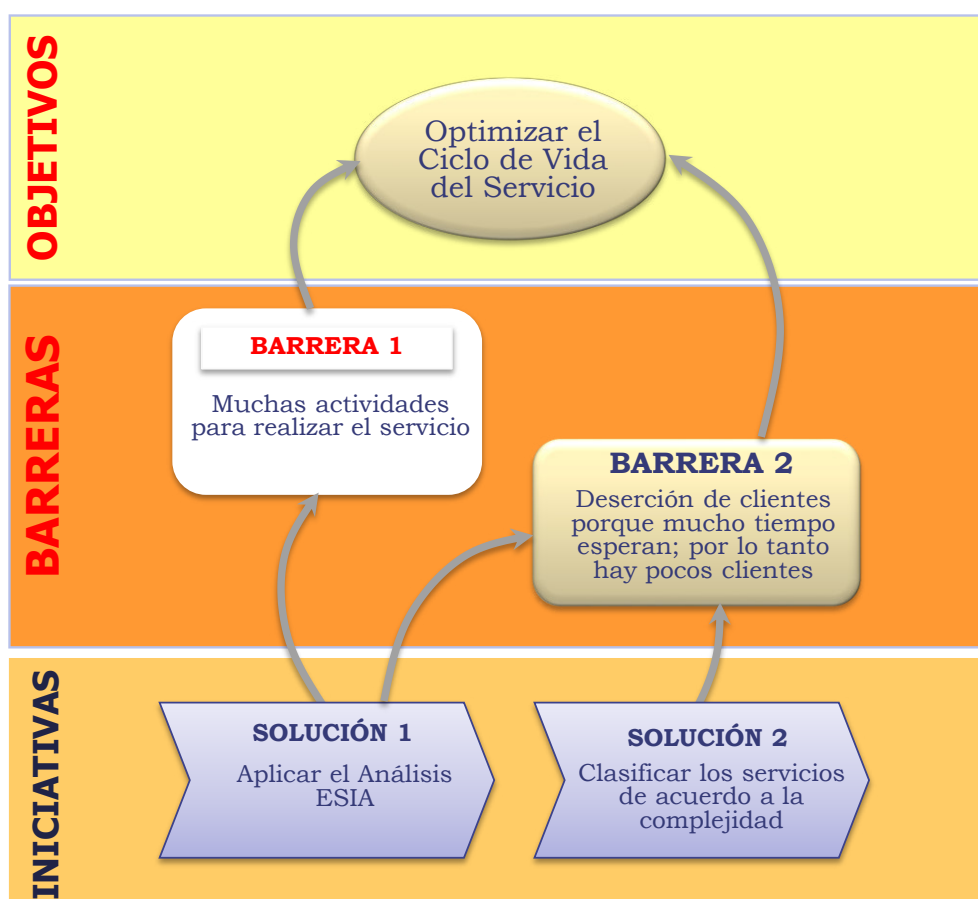 OBJETIVOS
Optimizar el
Ciclo de Vida
del Servicio
BARRERAS
BARRERA 1
Muchas actividades
para realizar el servicio
BARRERA 2
Deserción de clientes
porque mucho tiempo
esperan; por lo tanto
hay pocos clientes
INICIATIVAS
SOLUCIÓN 1
Aplicar el Análisis
ESIA
SOLUCIÓN 2
Clasificar los servicios
de acuerdo a la
complejidad